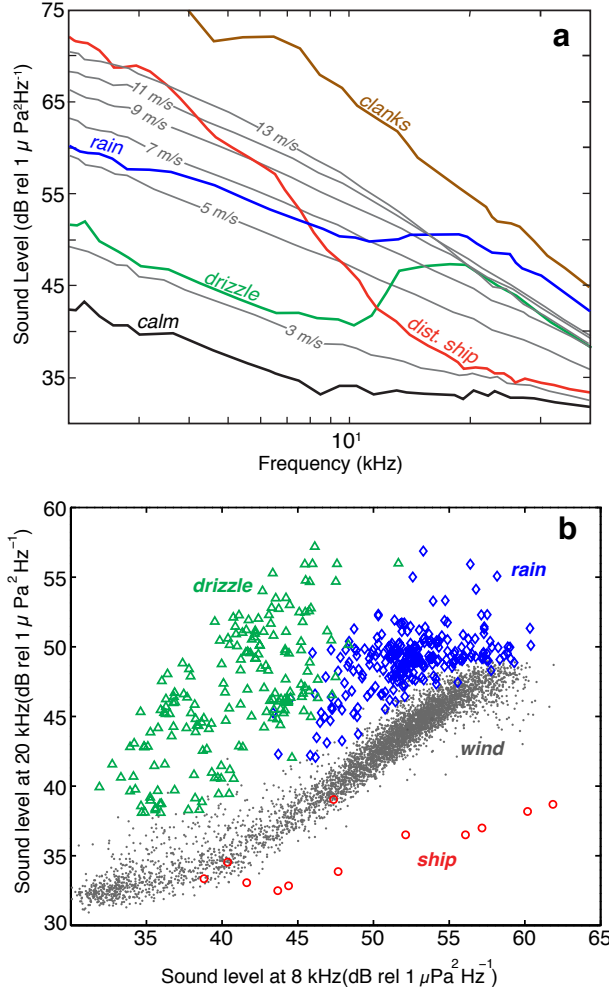 75
65
55
45
35
Sound Level (dB rel 1 μ Pa²Hz⁻¹)
a
clanks
13 m/s
11 m/s
9 m/s
7 m/s
rain
5 m/s
drizzle
dist. ship
calm
3 m/s
10¹
Frequency (kHz)
60
55
50
45
40
35
30
Sound level at 20 kHz(dB rel 1 μ Pa² Hz⁻¹)
b
drizzle
rain
wind
ship
35 40 45 50 55 60 65
Sound level at 8 kHz(dB rel 1 μPa² Hz⁻¹)